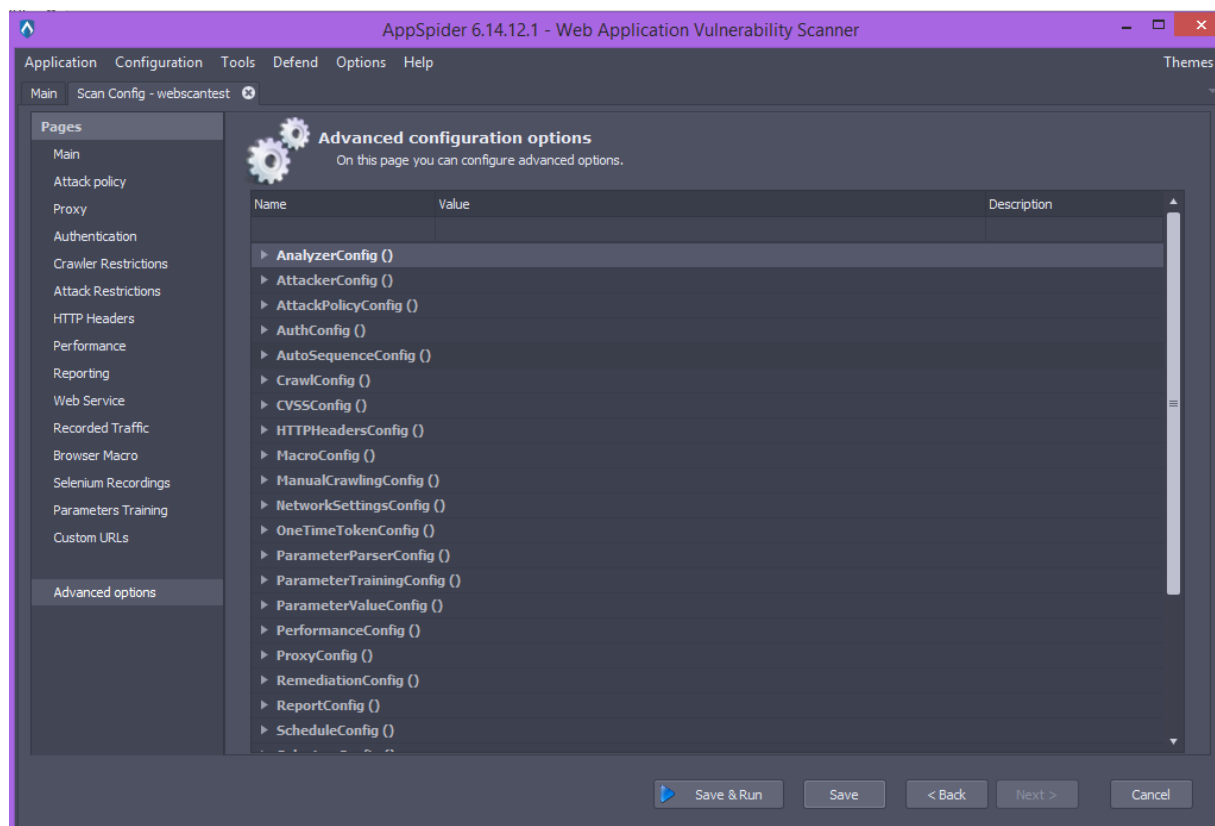 AppSpider 6.14.12.1 - Web Application Vulnerability Scanner
Application Configuration Tools Defend Options Help Themes
Main Scan Config - webscantest
Pages
Main
Attack policy
Proxy
Authentication
Crawler Restrictions
Attack Restrictions
HTTP Headers
Performance
Reporting
Web Service
Recorded Traffic
Browser Macro
Selenium Recordings
Parameters Training
Custom URLs
Advanced options
Advanced configuration options
On this page you can configure advanced options.
Name Value Description
AnalyzerConfig ()
AttackerConfig ()
AttackPolicyConfig ()
AuthConfig ()
AutoSequenceConfig ()
CrawlConfig ()
CVSSConfig ()
HTTPHeadersConfig ()
MacroConfig ()
ManualCrawlingConfig ()
NetworkSettingsConfig ()
OneTimeTokenConfig ()
ParameterParserConfig ()
ParameterTrainingConfig ()
ParameterValueConfig ()
PerformanceConfig ()
ProxyConfig ()
RemediationConfig ()
ReportConfig ()
ScheduleConfig ()
Save & Run Save < Back Next > Cancel